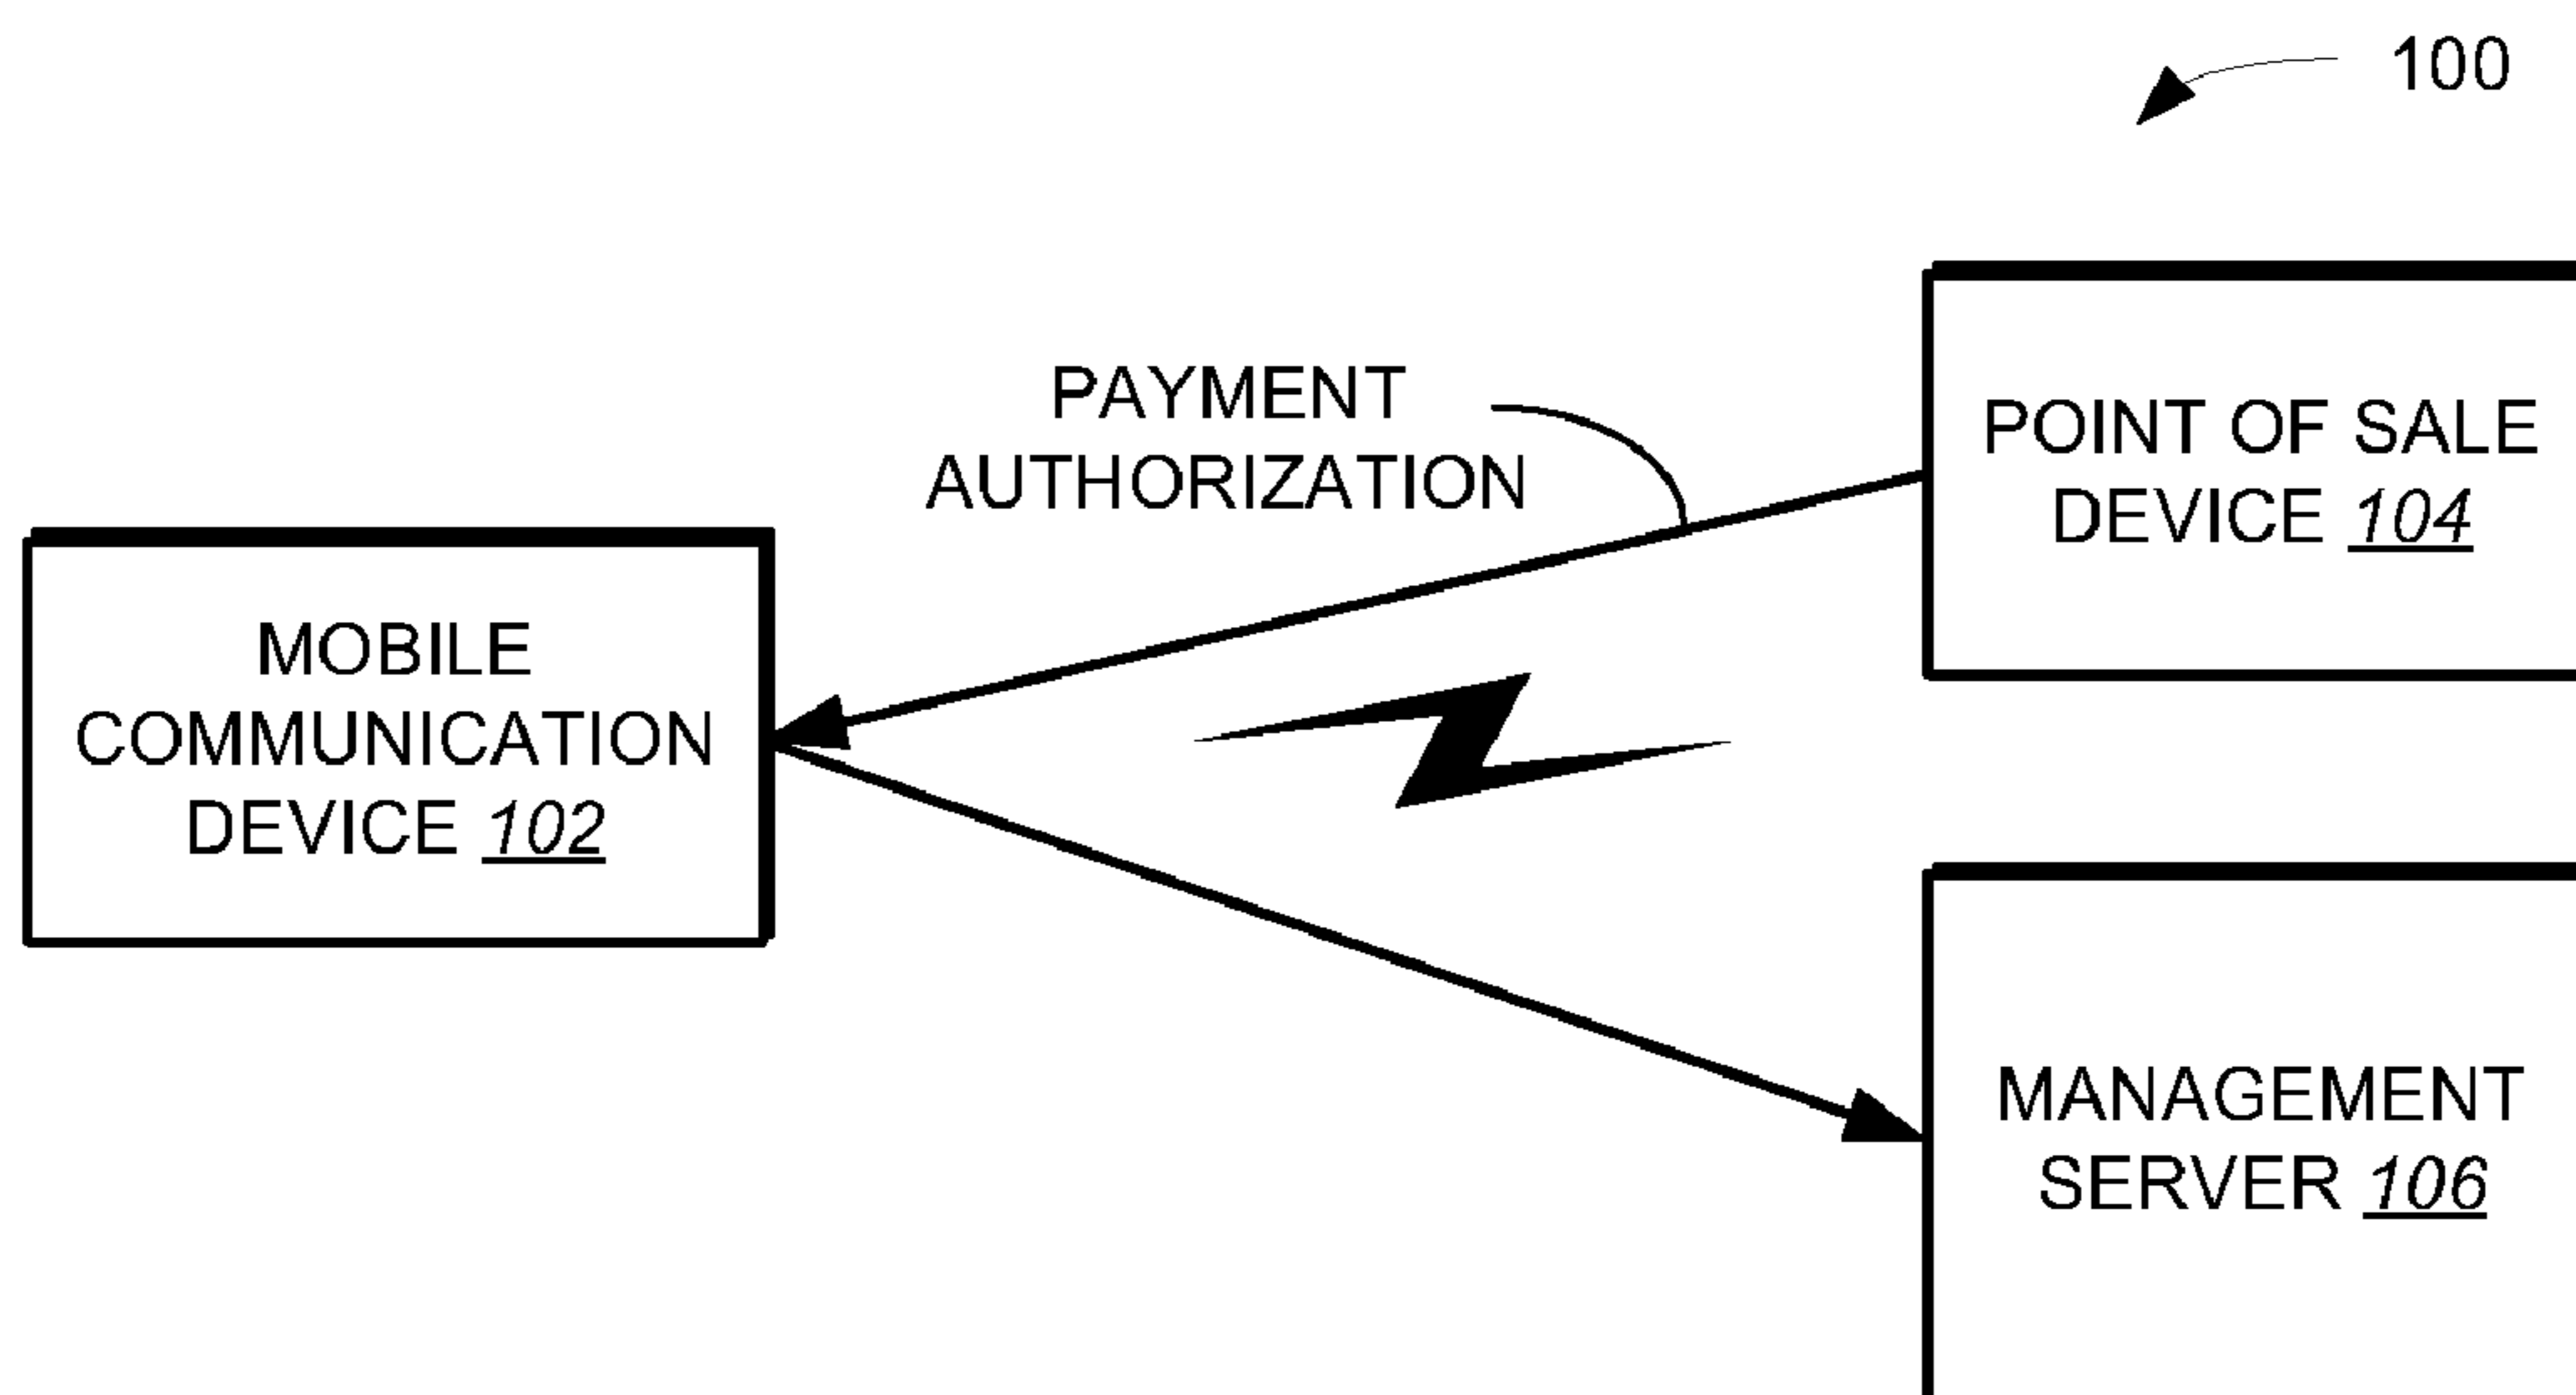 100
PAYMENT
AUTHORIZATION
POINT OF SALE
DEVICE 104
MOBILE
COMMUNICATION
DEVICE 102
MANAGEMENT
SERVER 106